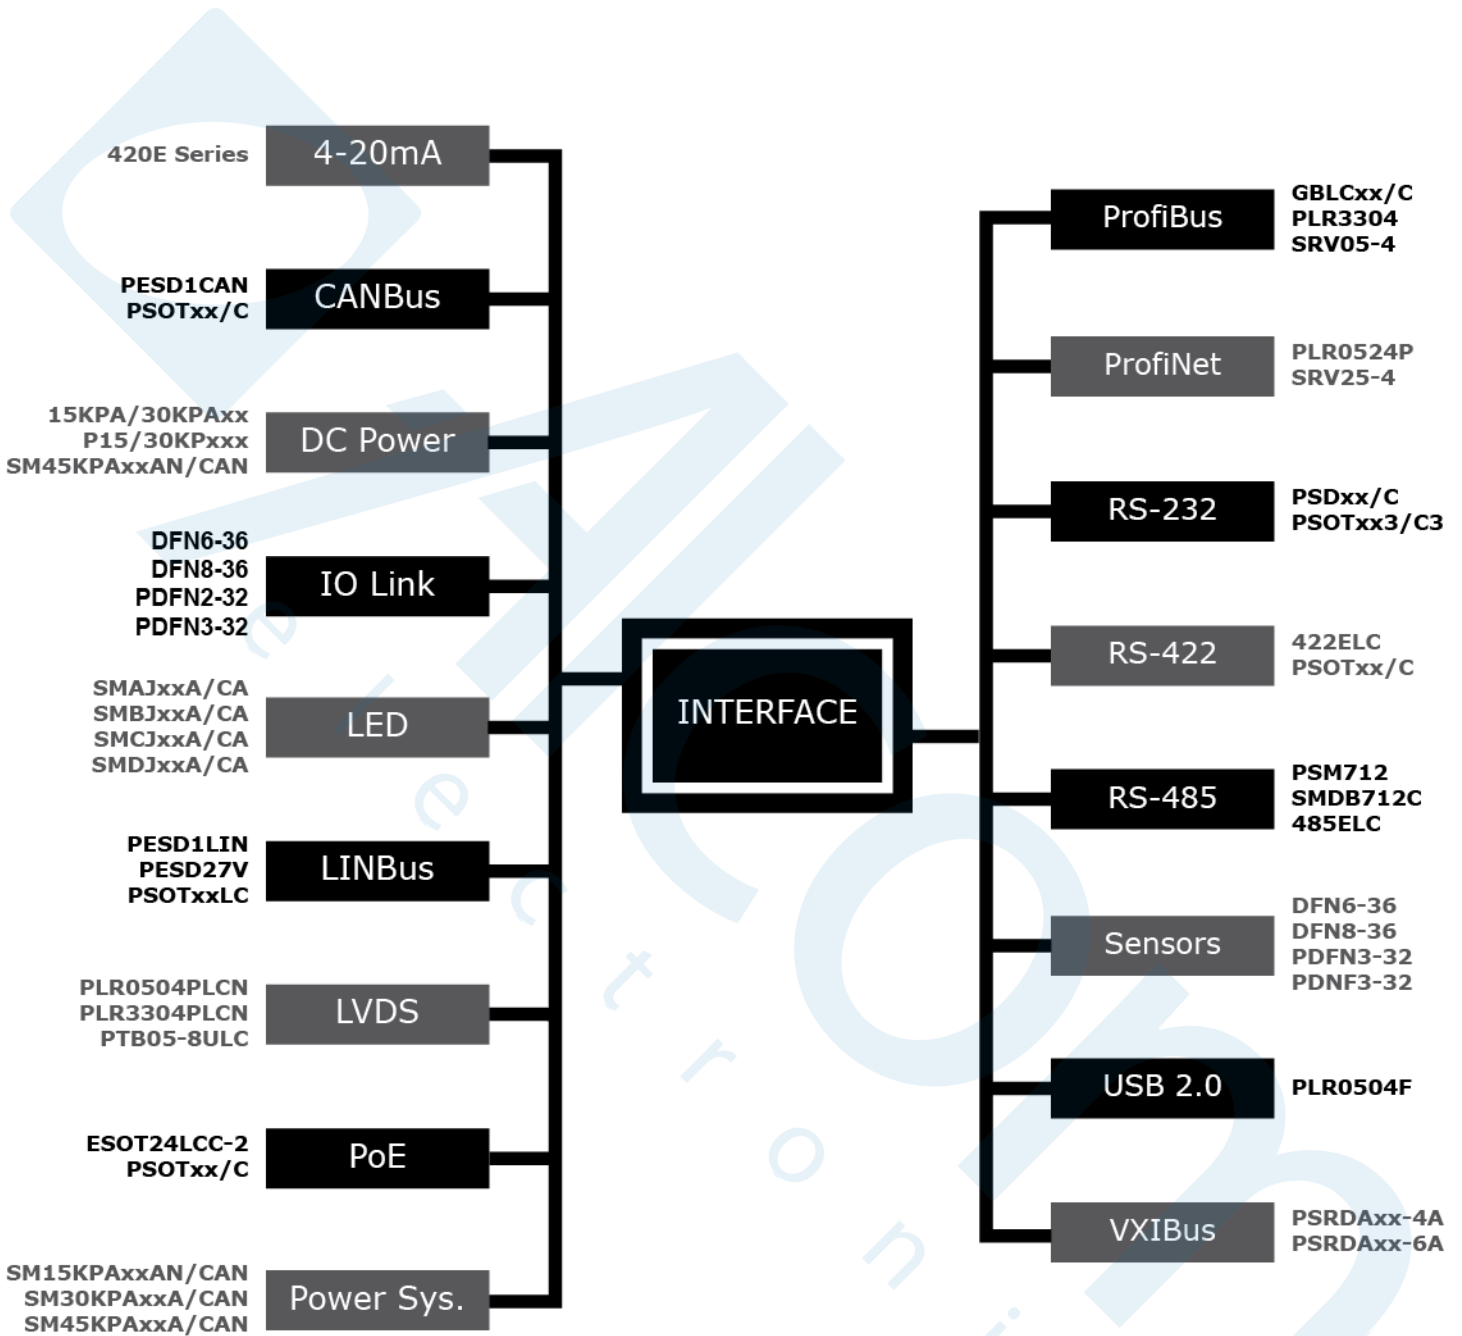 420E Series
4-20mA
PESD1CAN
PSOTxx/C
CANBus
15KPA/30KPAxx
P15/30KPxxx
SM45KPAxxAN/CAN
DC Power
DFN6-36
DFN8-36
PDFN2-32
PDFN3-32
IO Link
SMAJxxA/CA
SMBJxxA/CA
SMCJxxA/CA
SMDJxxA/CA
LED
PESD1LIN
PESD27V
PSOTxxLC
LINBus
PLR0504PLCN
PLR3304PLCN
PTB05-8ULC
LVDS
ESOT24LCC-2
PSOTxx/C
PoE
SM15KPAxxAN/CAN
SM30KPAxxA/CAN
SM45KPAxxA/CAN
Power Sys.
INTERFACE
ProfiBus
GBLCxx/C
PLR3304
SRV05-4
ProfiNet
PLR0524P
SRV25-4
RS-232
PSDxx/C
PSOTxx3/C3
RS-422
422ELC
PSOTxx/C
RS-485
PSM712
SMDB712C
485ELC
Sensors
DFN6-36
DFN8-36
PDFN3-32
PDNF3-32
USB 2.0
PLR0504F
VXIBus
PSRDAxx-4A
PSRDAxx-6A